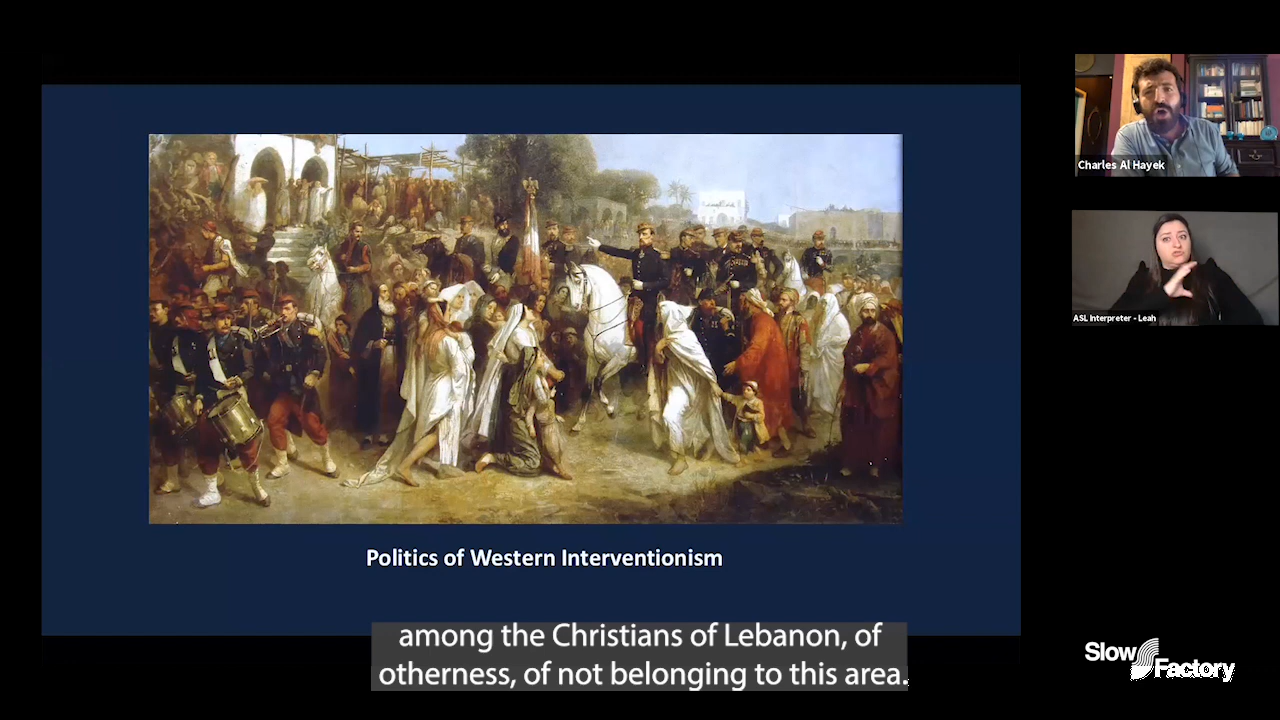 Politics of Western Interventionism
among the Christians of Lebanon, of
otherness, of not belonging to this area.
Charles Al Hayek
ASL Interpreter - Leah
Slow
Factory